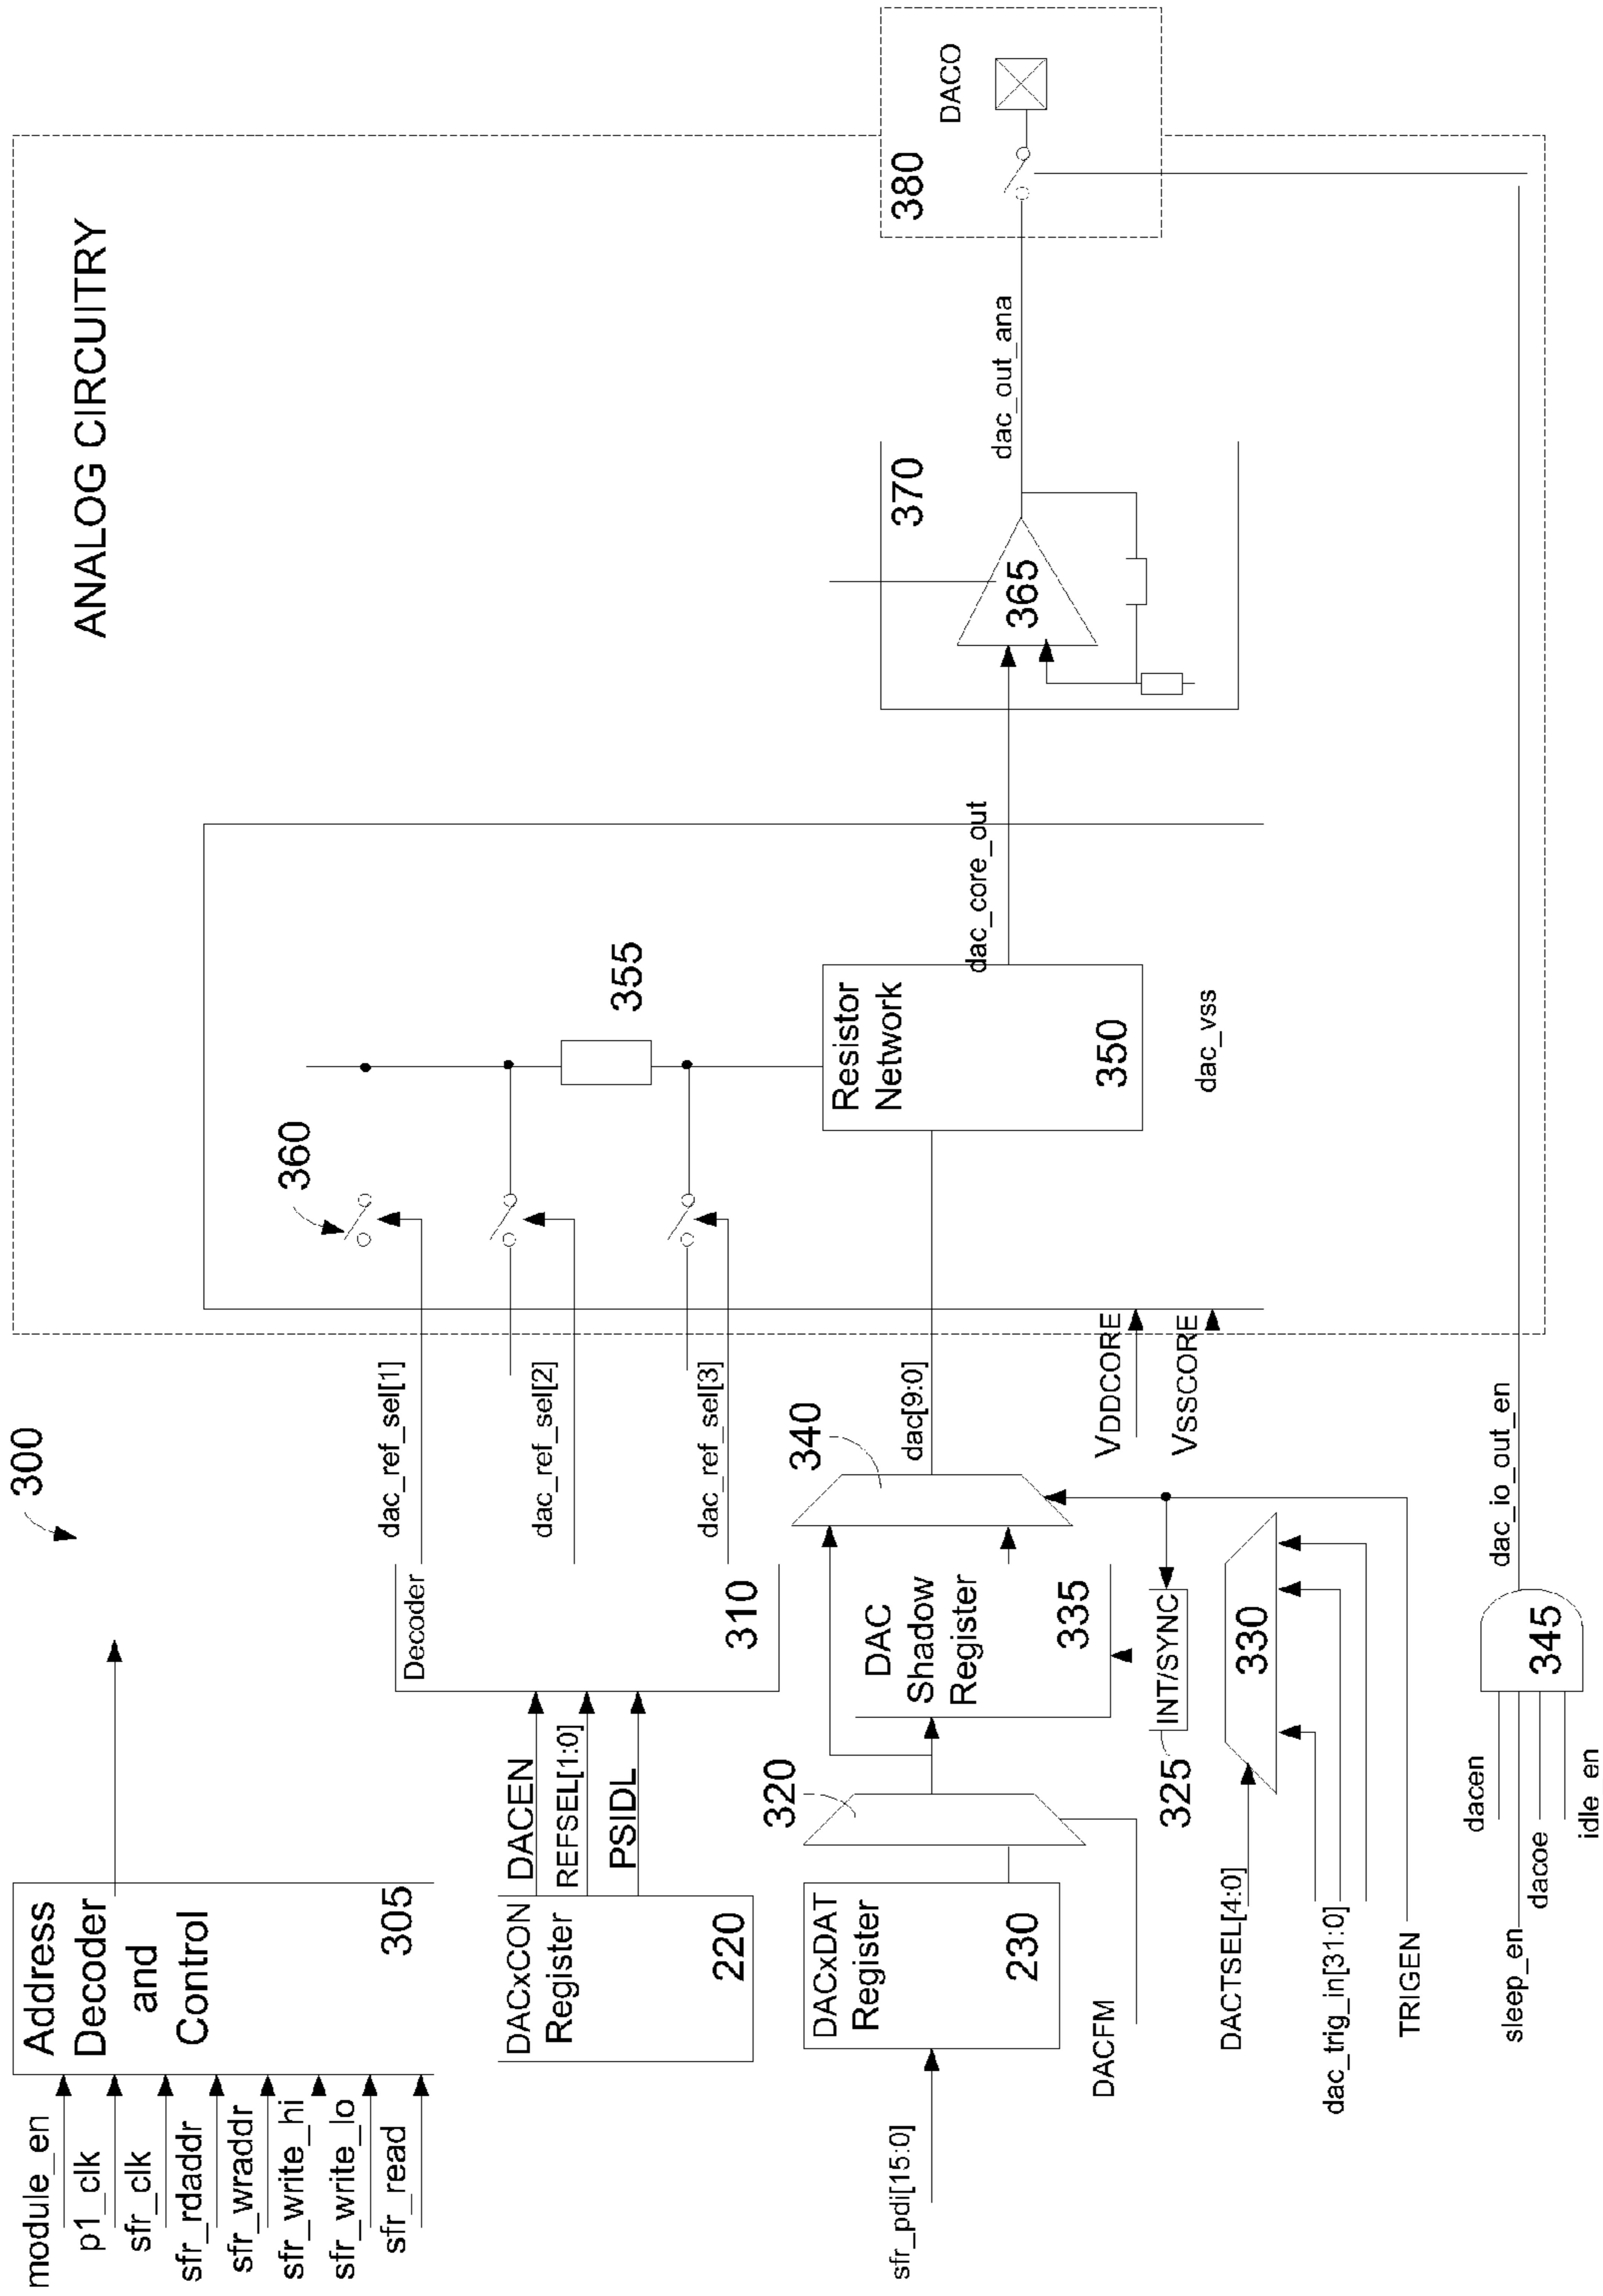 300
ANALOG CIRCUITRY
module_en
p1_clk
sfr_clk
sfr_rdaddr
sfr_wraddr
sfr_write_hi
sfr_write_lo
sfr_read
Address
Decoder
and
Control
305
DACxCON
Register
220
DACEN
REFSEL[1:0]
PSIDL
Decoder
310
dac_ref_sel[1]
dac_ref_sel[2]
dac_ref_sel[3]
360
355
sfr_pdi[15:0]
DACxDAT
Register
230
DACFM
320
DAC
Shadow
Register
335
340
dac[9:0]
Resistor
Network
350
dac_vss
dac_core_out
365
370
dac_out_ana
380
DACO
VDDCORE
VSSCORE
INT/SYNC
325
330
DACTSEL[4:0]
dac_trig_in[31:0]
TRIGEN
dacen
sleep_en
dacoe
idle_en
345
dac_io_out_en